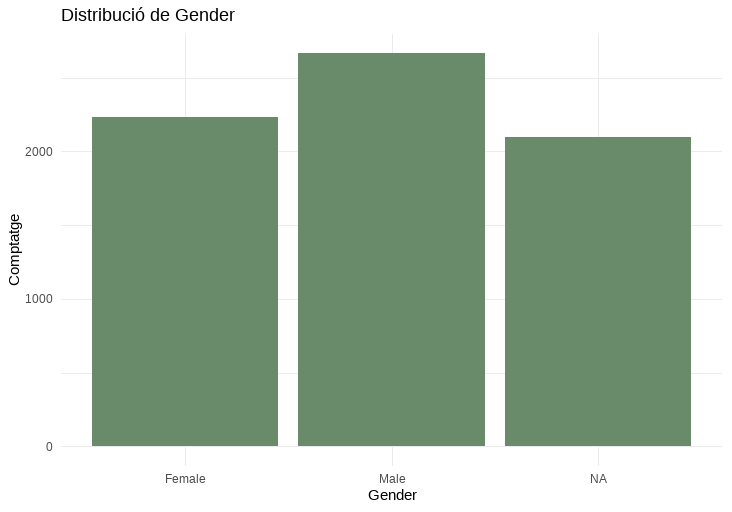 Distribució de Gender
Comptatge
2000
1000
0
Female
Male
NA
Gender